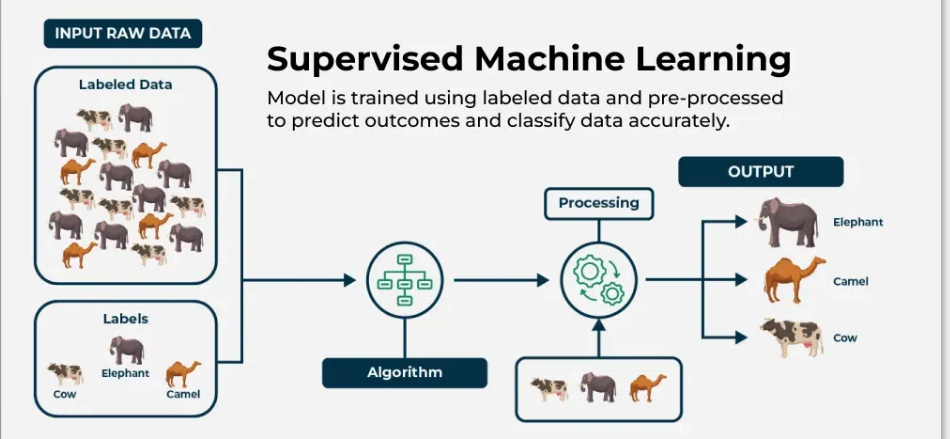 INPUT RAW DATA
Labeled Data
Supervised Machine Learning
Model is trained using labeled data and pre-processed
to predict outcomes and classify data accurately.
Labels
Elephant
Cow
Camel
Algorithm
Processing
OUTPUT
Elephant
Camel
Cow